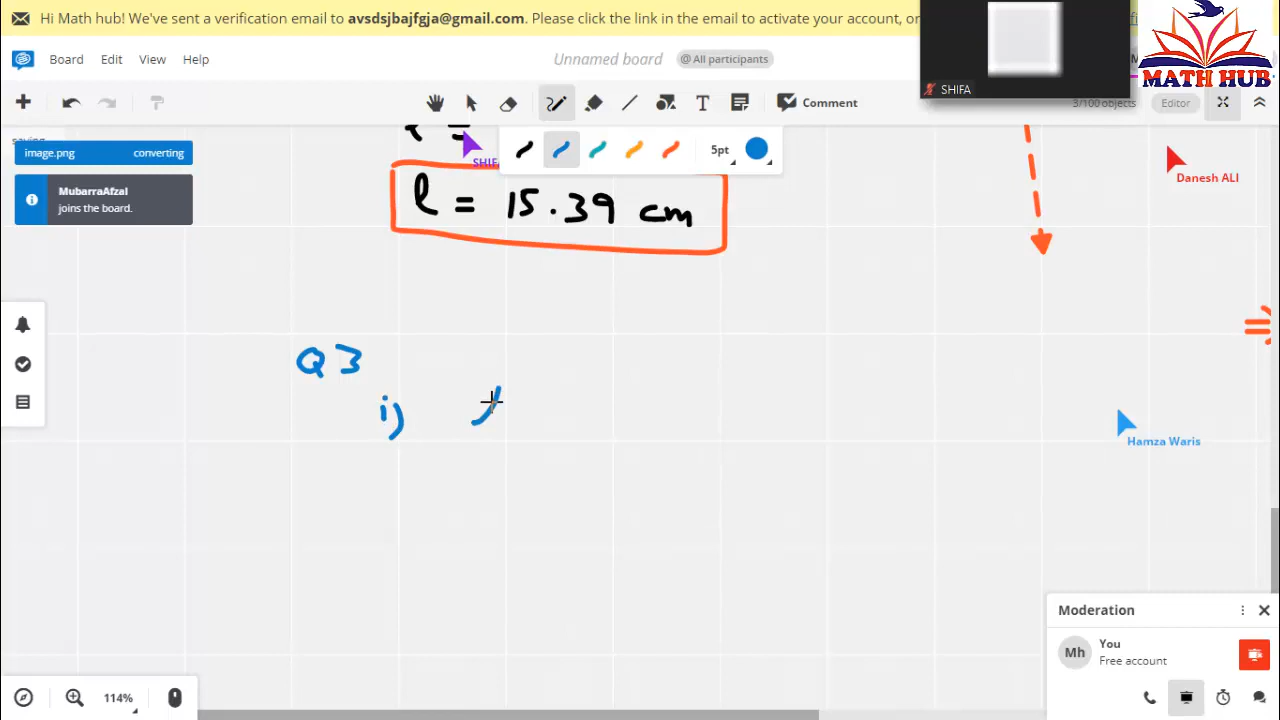 Hi Math hub! We've sent a verification email to avsdsjbajfgja@gmail.com. Please click the link in the email to activate your account, or
MATH HUB
SHIFA
Board Edit View Help Unnamed board @ All participants
Comment 3/100 objects Editor
saving
image.png converting
5pt
SHIFA
MubarraAfzal
joins the board.
Danesh ALI
l = 15.39 cm
Q3
i)
Hamza Waris
Moderation
You
Mh
Free account
114%